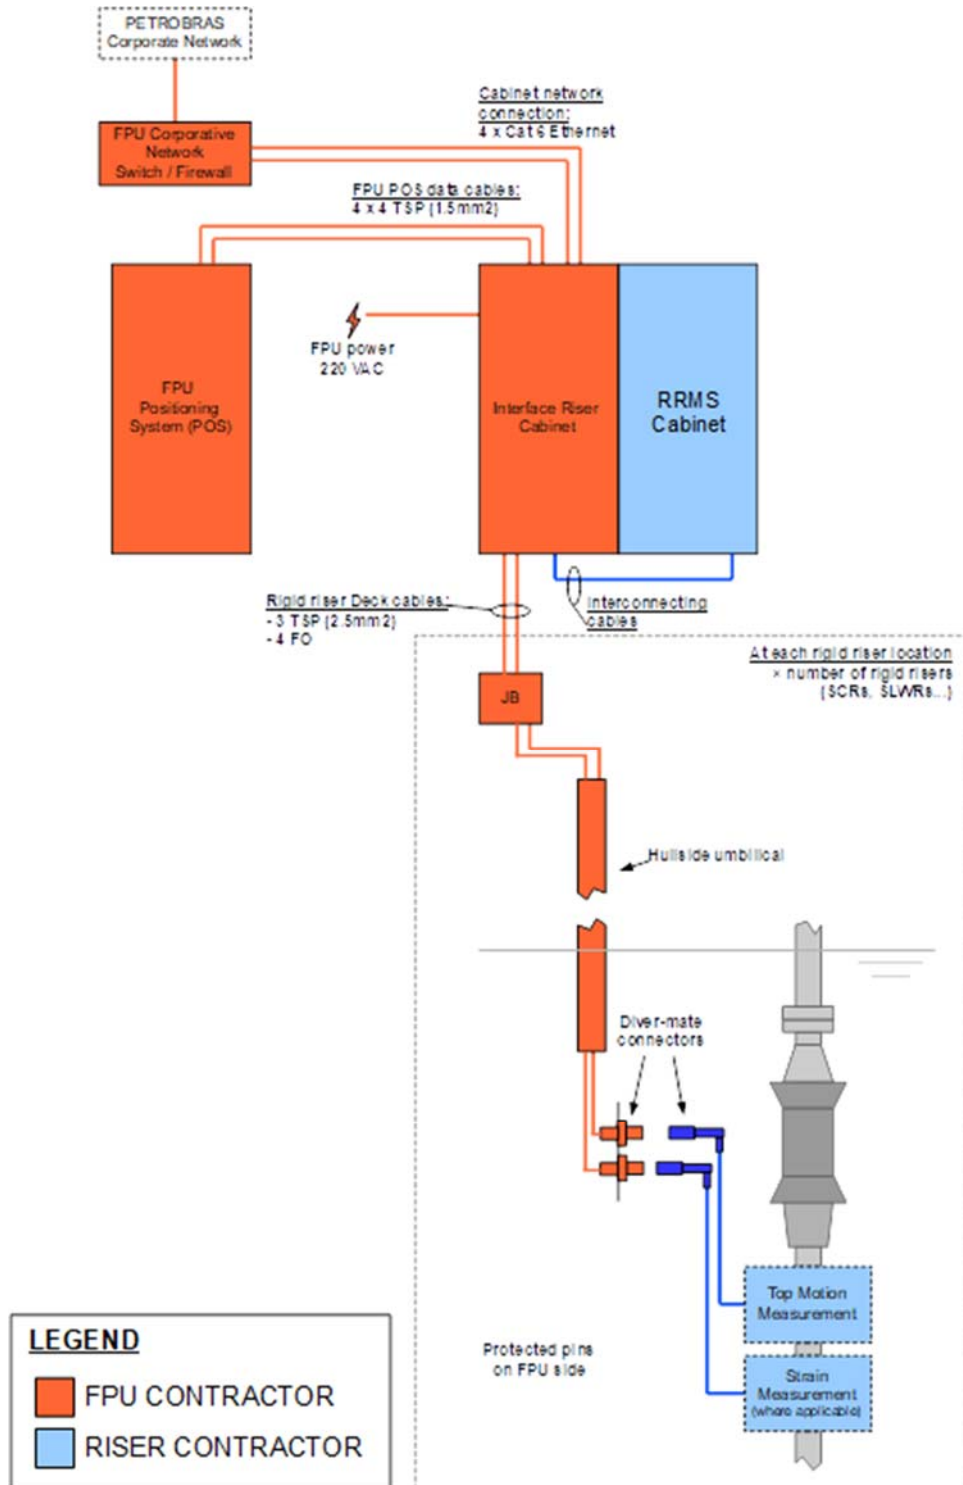 PETROBRAS
Corporate Network
FPU Corporative
Network
Switch / Firewall
Cabinet network
connection:
4 x Cat 6 Ethernet
FPU POS data cables:
4 x 4 TSP (1.5mm2)
FPU
Positioning
System (POS)
FPU power
220 VAC
Interface Riser
Cabinet
RRMS
Cabinet
Rigid riser Deck cables:
- 3 TSP (2.5mm2)
- 4 FO
Interconnecting
cables
At each rigid riser location
x number of rigid risers
(SCRs, SLWRs...)
JB
Hullside umbilical
Diver-mate
connectors
Top Motion
Measurement
Protected pins
on FPU side
Strain
Measurement
(where applicable)
LEGEND
FPU CONTRACTOR
RISER CONTRACTOR